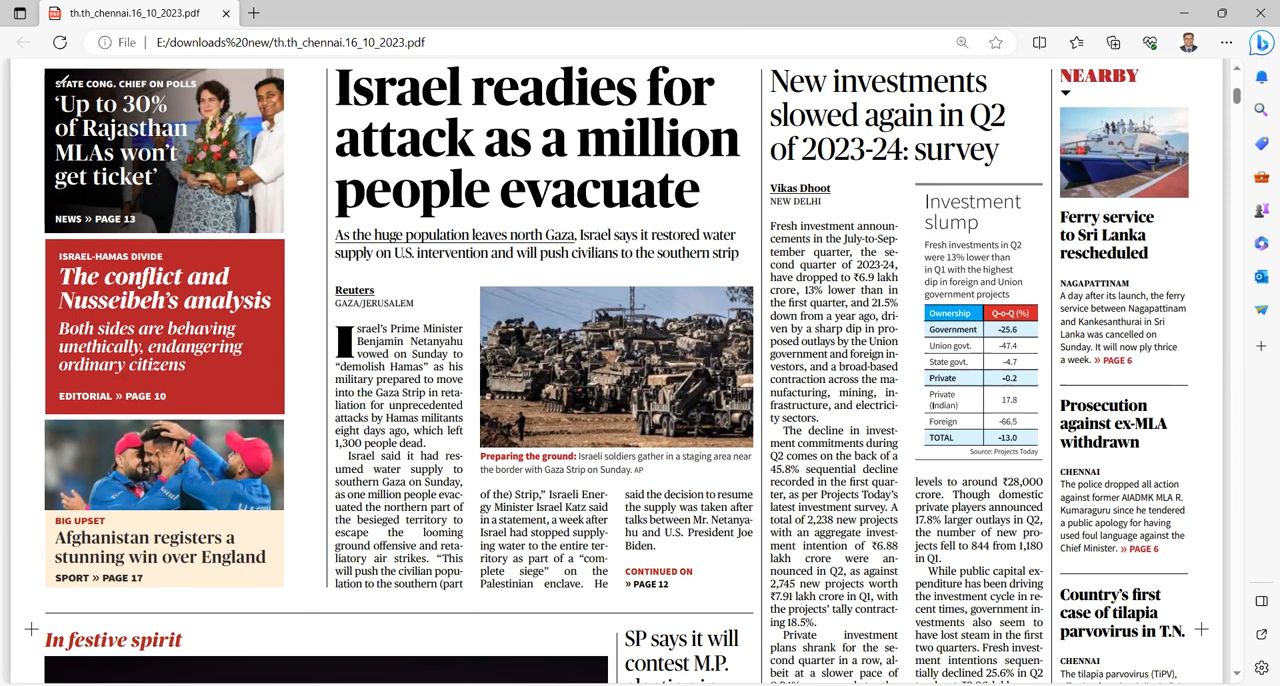 th.th_chennai.16_10_2023.pdf
File
E:/downloads%20new/th.th_chennai.16_10_2023.pdf
STATE CONG. CHIEF ON POLLS
‘Up to 30%
of Rajasthan
MLAs won’t
get ticket’
NEWS » PAGE 13
ISRAEL-HAMAS DIVIDE
The conflict and
Nusseibeh’s analysis
Both sides are behaving
unethically, endangering
ordinary citizens
EDITORIAL » PAGE 10
BIG UPSET
Afghanistan registers a
stunning win over England
SPORT » PAGE 17
Israel readies for
attack as a million
people evacuate
As the huge population leaves north Gaza, Israel says it restored water
supply on U.S. intervention and will push civilians to the southern strip
Reuters
GAZA/JERUSALEM
Israel’s Prime Minister
Benjamin Netanyahu
vowed on Sunday to
“demolish Hamas” as his
military prepared to move
into the Gaza Strip in reta-
liation for unprecedented
attacks by Hamas militants
eight days ago, which left
1,300 people dead.
Israel said it had res-
umed water supply to
southern Gaza on Sunday,
as one million people evac-
uated the northern part of
the besieged territory to
escape the looming
ground offensive and reta-
liatory air strikes. “This
will push the civilian popu-
lation to the southern (part
Preparing the ground: Israeli soldiers gather in a staging area near
the border with Gaza Strip on Sunday. AP
of the) Strip,” Israeli Ener-
gy Minister Israel Katz said
in a statement, a week after
Israel had stopped supply-
ing water to the entire ter-
ritory as part of a “com-
plete siege” on the
Palestinian enclave. He
said the decision to resume
the supply was taken after
talks between Mr. Netanya-
hu and U.S. President Joe
Biden.
CONTINUED ON
» PAGE 12
New investments
slowed again in Q2
of 2023-24: survey
Vikas Dhoot
NEW DELHI
Fresh investment announ-
cements in the July-to-Sep-
tember quarter, the se-
cond quarter of 2023-24,
have dropped to ₹6.9 lakh
crore, 13% lower than in
the first quarter, and 21.5%
down from a year ago, dri-
ven by a sharp dip in pro-
posed outlays by the Union
government and foreign in-
vestors, and a broad-based
contraction across the ma-
nufacturing, mining, in-
frastructure, and electrici-
ty sectors.
The decline in invest-
ment commitments during
Q2 comes on the back of a
45.8% sequential decline
recorded in the first quar-
ter, as per Projects Today’s
latest investment survey. A
total of 2,238 new projects
with an aggregate invest-
ment intention of ₹6.88
lakh crore were an-
nounced in Q2, as against
2,745 new projects worth
₹7.91 lakh crore in Q1, with
the projects’ tally contract-
ing 18.5%.
Private investment
plans shrank for the se-
cond quarter in a row, al-
beit at a slower pace of
Investment
slump
Fresh investments in Q2
were 13% lower than
in Q1 with the highest
dip in foreign and Union
government projects
Ownership Q-o-Q (%)
Government -25.6
Union govt. -47.4
State govt. -4.7
Private -0.2
Private
(Indian) 17.8
Foreign -66.5
TOTAL -13.0
Source: Projects Today
levels to around ₹28,000
crore. Though domestic
private players announced
17.8% larger outlays in Q2,
the number of new pro-
jects fell to 844 from 1,180
in Q1.
While public capital ex-
penditure has been driving
the investment cycle in re-
cent times, government in-
vestments also seem to
have lost steam in the first
two quarters. Fresh invest-
ment intentions sequen-
tially declined 25.6% in Q2
NEARBY
Ferry service
to Sri Lanka
rescheduled
NAGAPATTINAM
A day after its launch, the ferry
service between Nagapattinam
and Kankesanthurai in Sri
Lanka was cancelled on
Sunday. It will now ply thrice
a week. » PAGE 6
Prosecution
against ex-MLA
withdrawn
CHENNAI
The police dropped all action
against former AIADMK MLA R.
Kumaraguru since he tendered
a public apology for having
used foul language against the
Chief Minister. » PAGE 6
Country’s first
case of tilapia
parvovirus in T.N.
CHENNAI
The tilapia parvovirus (TiPV),
In festive spirit
SP says it will
contest M.P.